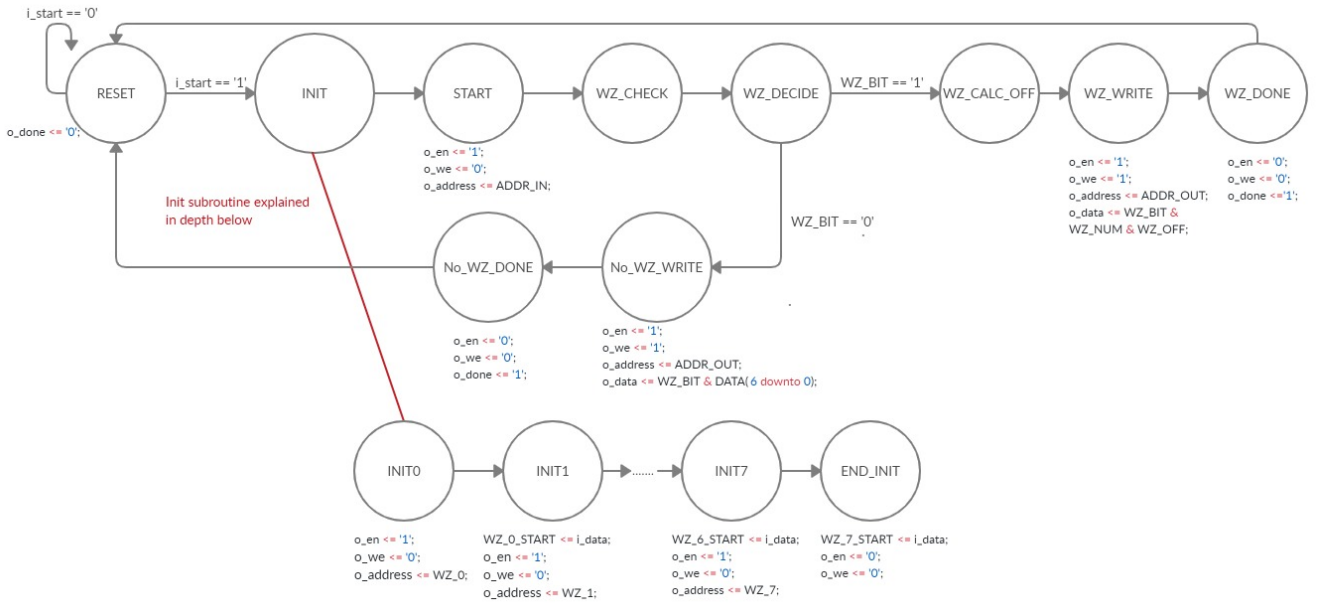 i_start == '0'
RESET
i_start == '1'
INIT
START
WZ_CHECK
WZ_DECIDE
WZ_BIT == '1'
WZ_CALC_OFF
WZ_WRITE
WZ_DONE
o_done <= '0';
o_en <= '1';
o_we <= '0';
o_address <= ADDR_IN;
o_en <= '1';
o_we <= '1';
o_address <= ADDR_OUT;
o_data <= WZ_BIT &
WZ_NUM & WZ_OFF;
o_en <= '0';
o_we <= '0';
o_done <='1';
Init subroutine explained
in depth below
WZ_BIT == '0'
No_WZ_DONE
No_WZ_WRITE
o_en <= '0';
o_we <= '0';
o_done <= '1';
o_en <= '1';
o_we <= '1';
o_address <= ADDR_OUT;
o_data <= WZ_BIT & DATA( 6 downto 0);
INIT0
INIT1
.......
INIT7
END_INIT
o_en <= '1';
o_we <= '0';
o_address <= WZ_0;
WZ_0_START <= i_data;
o_en <= '1';
o_we <= '0';
o_address <= WZ_1;
WZ_6_START <= i_data;
o_en <= '1';
o_we <= '0';
o_address <= WZ_7;
WZ_7_START <= i_data;
o_en <= '0';
o_we <= '0';